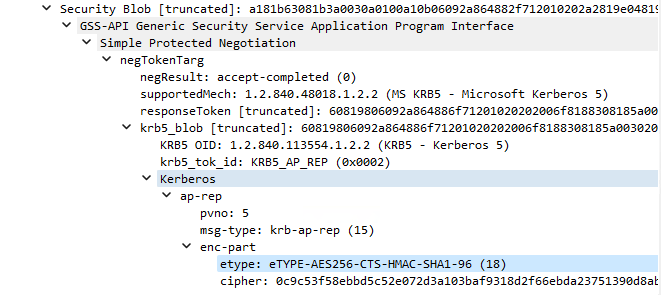 Security Blob [truncated]: a181b63081b3a0030a0100a10b06092a864882f712010202a2819e04819
GSS-API Generic Security Service Application Program Interface
Simple Protected Negotiation
negTokenTarg
negResult: accept-completed (0)
supportedMech: 1.2.840.48018.1.2.2 (MS KRB5 - Microsoft Kerberos 5)
responseToken [truncated]: 60819806092a864886f71201020202006f8188308185a00
krb5_blob [truncated]: 60819806092a864886f71201020202006f8188308185a003020
KRB5 OID: 1.2.840.113554.1.2.2 (KRB5 - Kerberos 5)
krb5_tok_id: KRB5_AP_REP (0x0002)
Kerberos
ap-rep
pvno: 5
msg-type: krb-ap-rep (15)
enc-part
etype: eTYPE-AES256-CTS-HMAC-SHA1-96 (18)
cipher: 0c9c53f58ebbd5c52e072d3a103baf9318d2f66ebda23751390d8ab